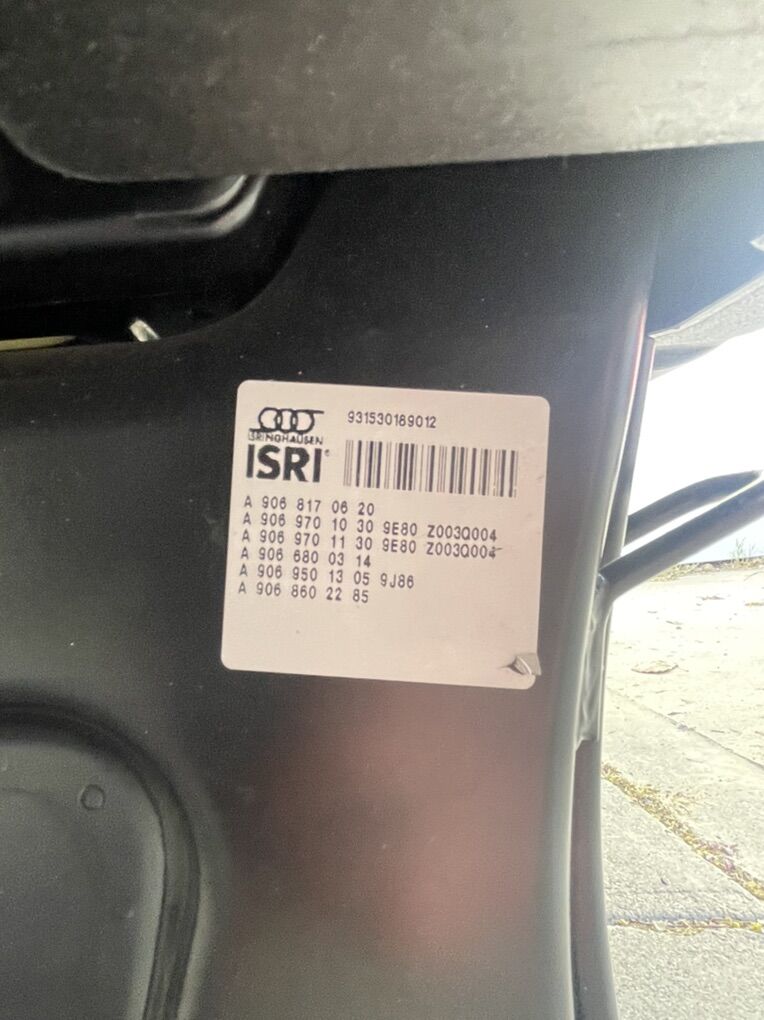 931530189012
ISRINGHAUSEN
ISRI®
A 906 817 06 20
A 906 970 10 30 9E80 Z003Q004
A 906 970 11 30 9E80 Z003Q004
A 906 680 03 14
A 906 950 13 05 9J86
A 906 860 22 85